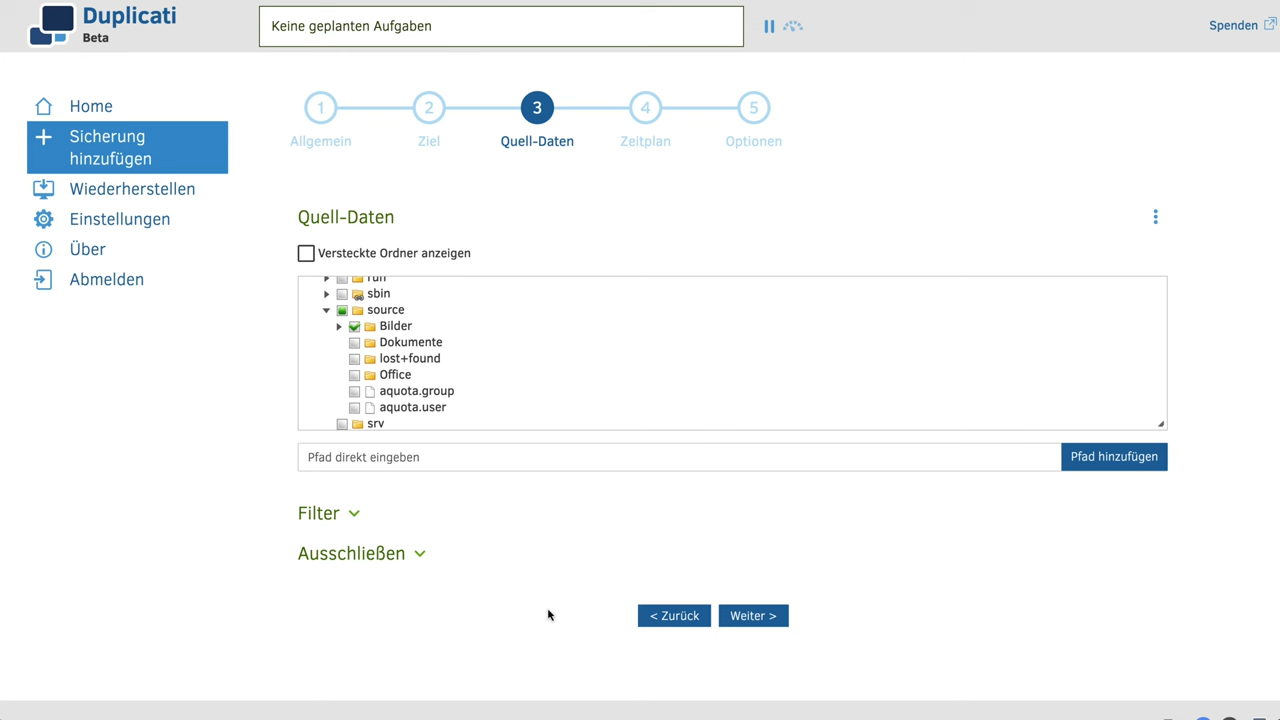 Duplicati
Beta
Keine geplanten Aufgaben
Spenden
Home
Sicherung
hinzufügen
Wiederherstellen
Einstellungen
Über
Abmelden
1 2 3 4 5
Allgemein Ziel Quell-Daten Zeitplan Optionen
Quell-Daten
Versteckte Ordner anzeigen
run
sbin
source
Bilder
Dokumente
lost+found
Office
aquota.group
aquota.user
srv
Pfad direkt eingeben
Pfad hinzufügen
Filter
Ausschließen
< Zurück
Weiter >